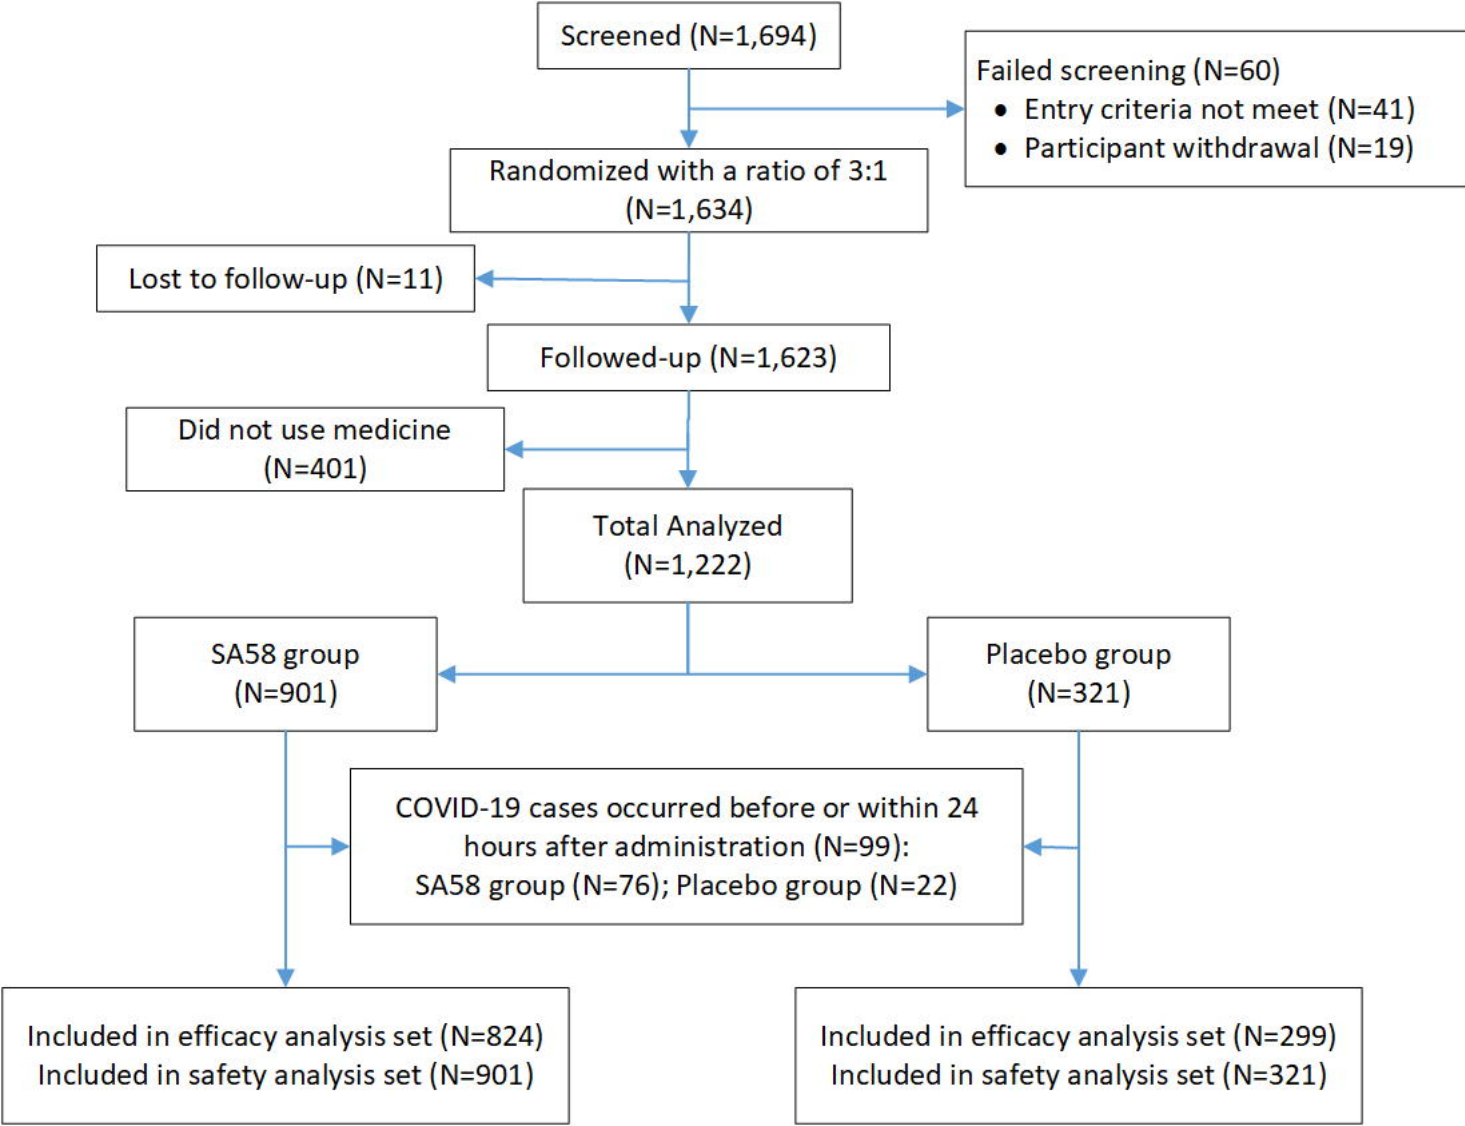 Screened (N=1,694)
Failed screening (N=60)
• Entry criteria not meet (N=41)
• Participant withdrawal (N=19)
Randomized with a ratio of 3:1
(N=1,634)
Lost to follow-up (N=11)
Followed-up (N=1,623)
Did not use medicine
(N=401)
Total Analyzed
(N=1,222)
SA58 group
(N=901)
Placebo group
(N=321)
COVID-19 cases occurred before or within 24
hours after administration (N=99):
SA58 group (N=76); Placebo group (N=22)
Included in efficacy analysis set (N=824)
Included in safety analysis set (N=901)
Included in efficacy analysis set (N=299)
Included in safety analysis set (N=321)